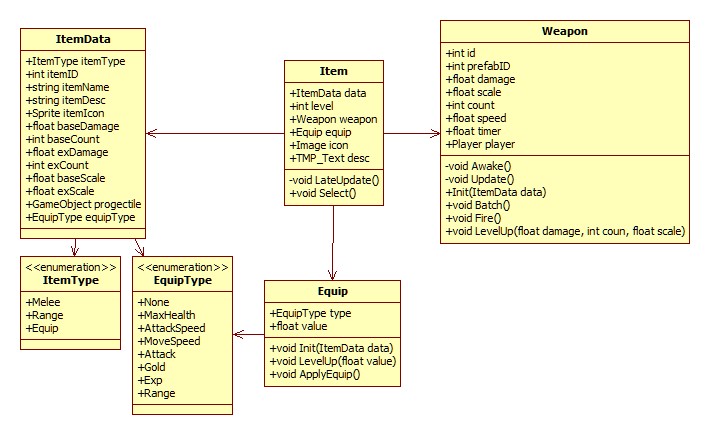 ItemData
+ItemType itemType
+int itemID
+string itemName
+string itemDesc
+Sprite itemIcon
+float baseDamage
+int baseCount
+float exDamage
+int exCount
+float baseScale
+float exScale
+GameObject progectile
+EquipType equipType
Item
+ItemData data
+int level
+Weapon weapon
+Equip equip
+Image icon
+TMP_Text desc
-void LateUpdate()
+void Select()
Weapon
+int id
+int prefabID
+float damage
+float scale
+int count
+float speed
+float timer
+Player player
-void Awake()
-void Update()
+Init(ItemData data)
+void Batch()
+void Fire()
+void LevelUp(float damage, int coun, float scale)
<<enumeration>>
ItemType
+Melee
+Range
+Equip
<<enumeration>>
EquipType
+None
+MaxHealth
+AttackSpeed
+MoveSpeed
+Attack
+Gold
+Exp
+Range
Equip
+EquipType type
+float value
+void Init(ItemData data)
+void LevelUp(float value)
+void ApplyEquip()